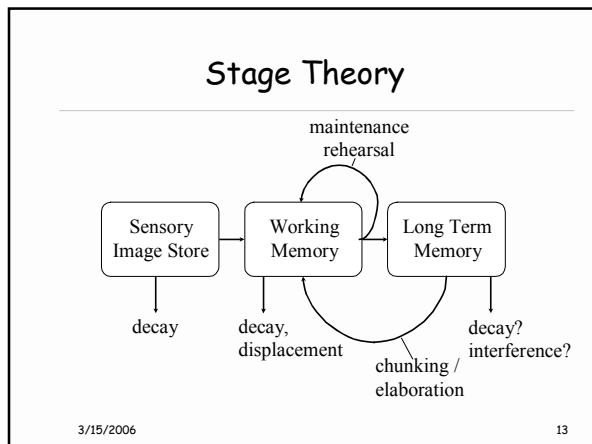 Stage Theory
maintenance
rehearsal
Sensory
Image Store
Working
Memory
Long Term
Memory
decay
decay,
displacement
decay?
interference?
chunking /
elaboration
3/15/2006
13